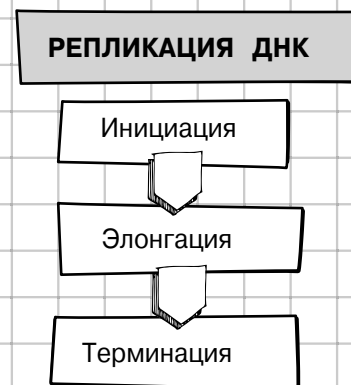 РЕПЛИКАЦИЯ ДНК
Инициация
Элонгация
Терминация